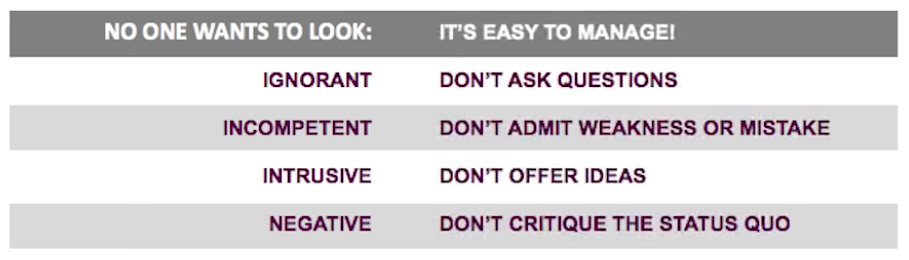 NO ONE WANTS TO LOOK: IT'S EASY TO MANAGE!
IGNORANT DON'T ASK QUESTIONS
INCOMPETENT DON'T ADMIT WEAKNESS OR MISTAKE
INTRUSIVE DON'T OFFER IDEAS
NEGATIVE DON'T CRITIQUE THE STATUS QUO